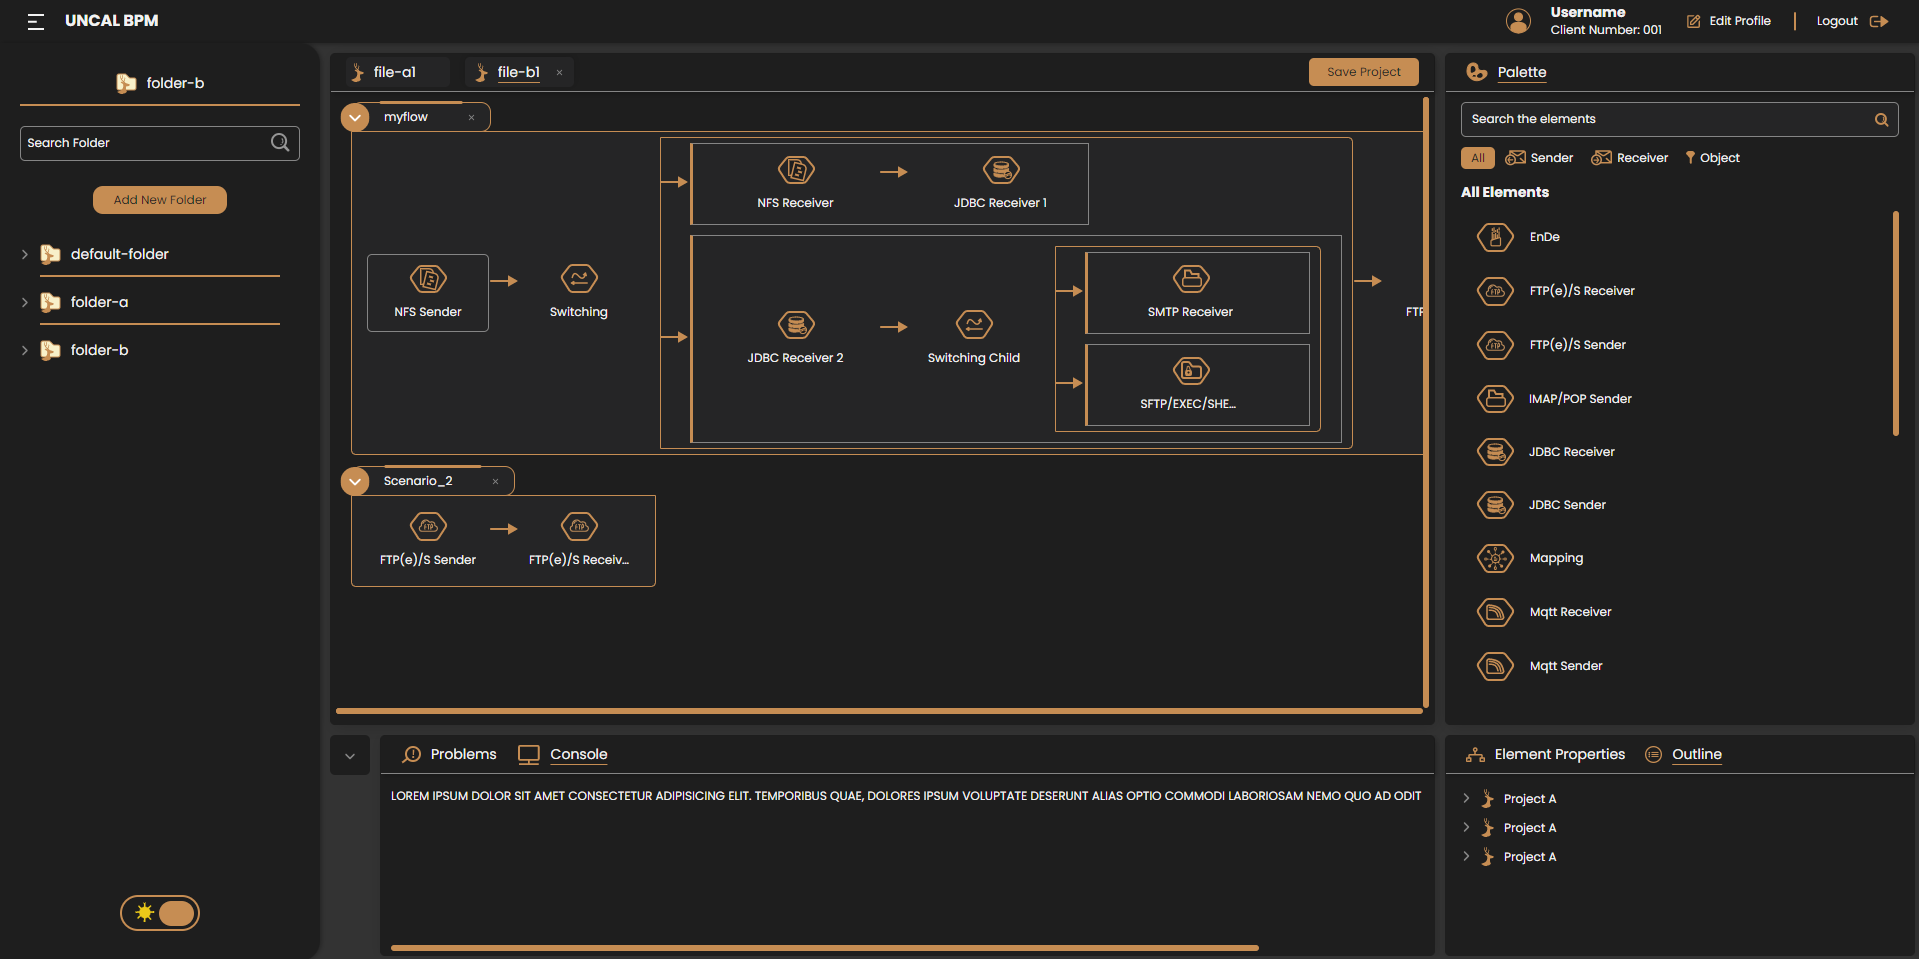 UNCAL BPM
Username
Client Number: 001
Edit Profile
Logout
folder-b
Search Folder
Add New Folder
default-folder
folder-a
folder-b
file-a1
file-b1
Save Project
myflow
NFS Receiver
JDBC Receiver 1
NFS Sender
Switching
JDBC Receiver 2
Switching Child
SMTP Receiver
SFTP/EXEC/SHE...
FTP
Scenario_2
FTP(e)/S Sender
FTP(e)/S Receiv...
Palette
Search the elements
All
Sender
Receiver
Object
All Elements
EnDe
FTP(e)/S Receiver
FTP(e)/S Sender
IMAP/POP Sender
JDBC Receiver
JDBC Sender
Mapping
Mqtt Receiver
Mqtt Sender
Problems
Console
LOREM IPSUM DOLOR SIT AMET CONSECTETUR ADIPISICING ELIT. TEMPORIBUS QUAE, DOLORES IPSUM VOLUPTATE DESERUNT ALIAS OPTIO COMMODI LABORIOSAM NEMO QUO AD ODIT
Element Properties
Outline
Project A
Project A
Project A